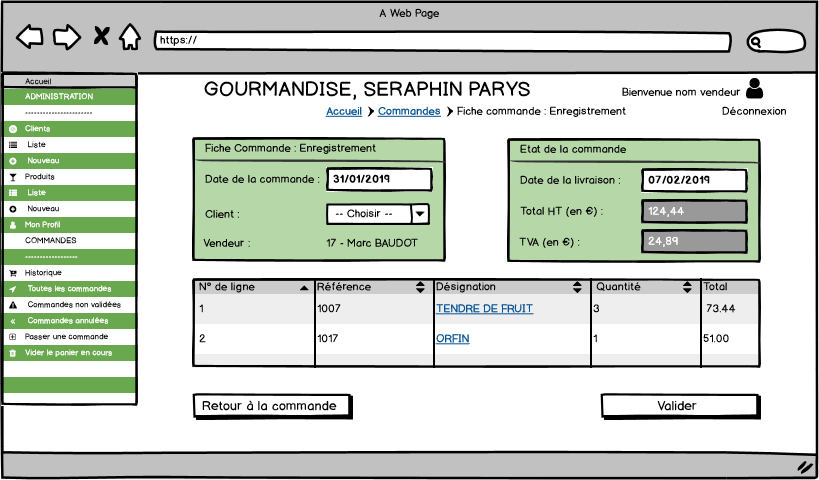 A Web Page
https://
Accueil
ADMINISTRATION
----------------------
Clients
Liste
Nouveau
Produits
Liste
Nouveau
Mon Profil
COMMANDES
-----------------
Historique
Toutes les commandes
Commandes non validées
Commandes annulées
Passer une commande
Vider le panier en cours
GOURMANDISE, SERAPHIN PARYS
Bienvenue nom vendeur
Accueil Commandes Fiche commande : Enregistrement
Déconnexion
Fiche Commande : Enregistrement
Date de la commande : 31/01/2019
Client : -- Choisir --
Vendeur : 17 - Marc BAUDOT
Etat de la commande
Date de la livraison : 07/02/2019
Total HT (en €) : 124,44
TVA (en €) : 24,89
N° de ligne Référence Désignation Quantité Total
1 1007 TENDRE DE FRUIT 3 73.44
2 1017 ORFIN 1 51.00
Retour à la commande
Valider